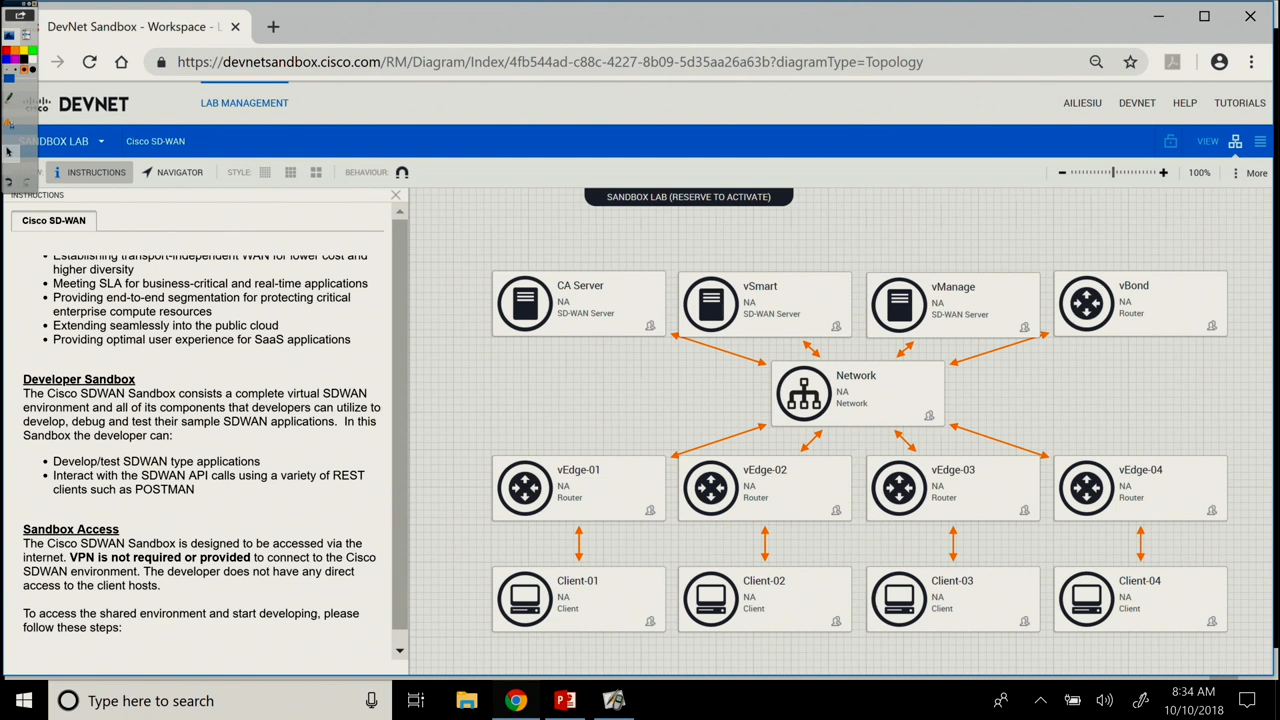 DevNet Sandbox - Workspace -
https://devnetsandbox.cisco.com/RM/Diagram/Index/4fb544ad-c88c-4227-8b09-5d35cd26a63b?diagramType=Topology
cisco DEVNET
LAB MANAGEMENT
AILIESIU
DEVNET
HELP
TUTORIALS
SANDBOX LAB
Cisco SD-WAN
VIEW
INSTRUCTIONS
NAVIGATOR
STYLE:
BEHAVIOUR:
100%
More
INSTRUCTIONS
Cisco SD-WAN
• Establishing transport-independent WAN for lower cost and
higher diversity
• Meeting SLA for business-critical and real-time applications
• Providing end-to-end segmentation for protecting critical
enterprise compute resources
• Extending seamlessly into the public cloud
• Providing optimal user experience for SaaS applications
Developer Sandbox
The Cisco SDWAN Sandbox consists a complete virtual SDWAN
environment and all of its components that developers can utilize to
develop, debug and test their sample SDWAN applications. In this
Sandbox the developer can:
• Develop/test SDWAN type applications
• Interact with the SDWAN API calls using a variety of REST
clients such as POSTMAN
Sandbox Access
The Cisco SDWAN Sandbox is designed to be accessed via the
internet. VPN is not required or provided to connect to the Cisco
SDWAN environment. The developer does not have any direct
access to the client hosts.
To access the shared environment and start developing, please
follow these steps:
SANDBOX LAB (RESERVE TO ACTIVATE)
CA Server
NA
SD-WAN Server
vSmart
NA
SD-WAN Server
vManage
NA
SD-WAN Server
vBond
NA
Router
Network
NA
Network
vEdge-01
NA
Router
vEdge-02
NA
Router
vEdge-03
NA
Router
vEdge-04
NA
Router
Client-01
NA
Client
Client-02
NA
Client
Client-03
NA
Client
Client-04
NA
Client
Type here to search
8:34 AM
10/10/2018